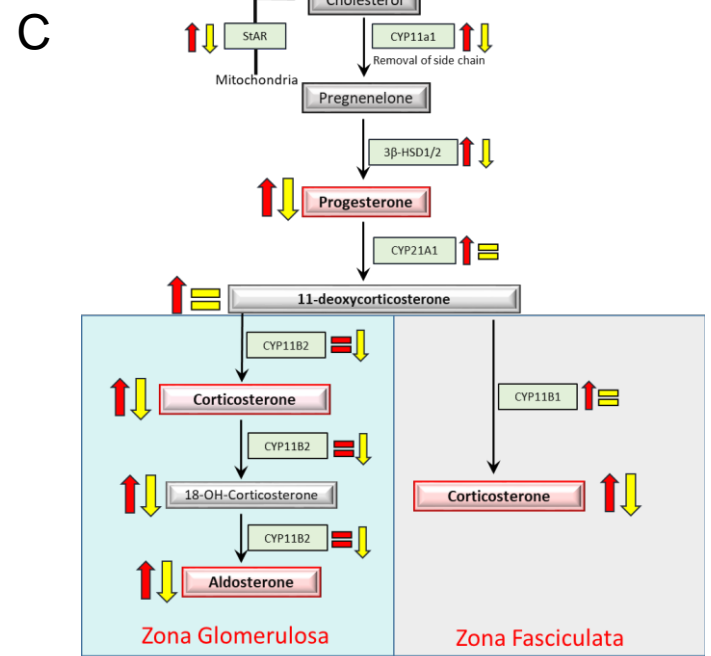 C
Cholesterol
StAR
CYP11a1
Removal of side chain
Mitochondria
Pregnenelone
3β-HSD1/2
Progesterone
CYP21A1
11-deoxycorticosterone
CYP11B2
Corticosterone
CYP11B1
CYP11B2
18-OH-Corticosterone
Corticosterone
CYP11B2
Aldosterone
Zona Glomerulosa
Zona Fasciculata